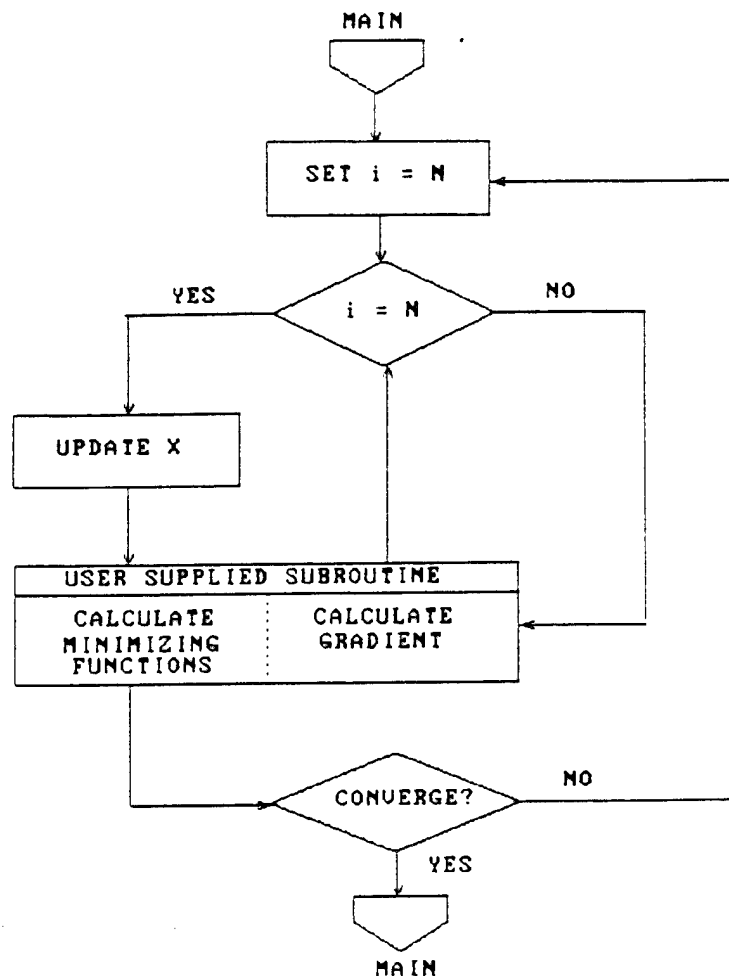 MAIN
SET i = N
YES
i = N
NO
UPDATE X
USER SUPPLIED SUBROUTINE
CALCULATE
MINIMIZING
FUNCTIONS
CALCULATE
GRADIENT
CONVERGE?
NO
YES
MAIN